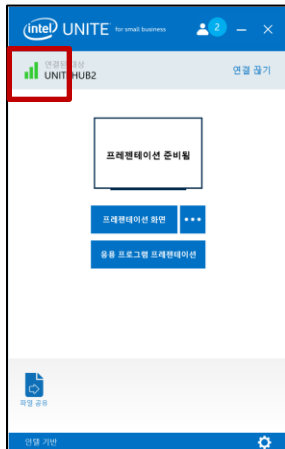 intel UNITE for small business 2
연결된 대상
UNITEHUB2
연결 끊기
프레젠테이션 준비됨
프레젠테이션 화면
응용 프로그램 프레젠테이션
파일 공유
인텔 기반